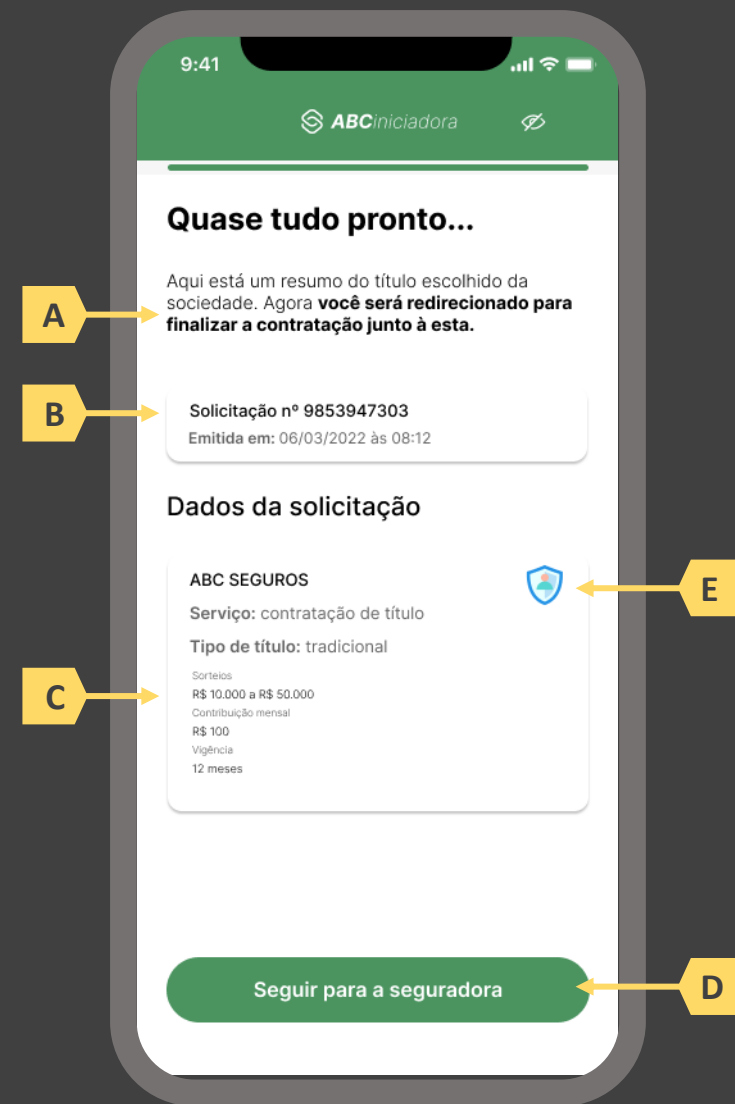 9:41
ABCiniciadora
Quase tudo pronto...
Aqui está um resumo do título escolhido da
sociedade. Agora você será redirecionado para
finalizar a contratação junto à esta.
A
B
Solicitação nº 9853947303
Emitida em: 06/03/2022 às 08:12
Dados da solicitação
ABC SEGUROS
E
Serviço: contratação de título
Tipo de título: tradicional
Sorteios
R$ 10.000 a R$ 50.000
C
Contribuição mensal
R$ 100
Vigência
12 meses
Seguir para a seguradora
D